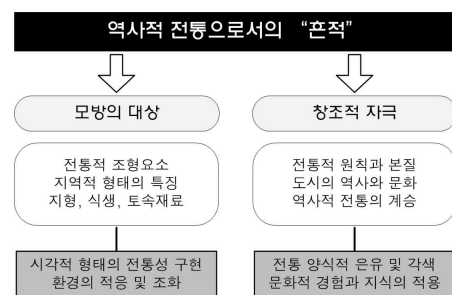 역사적 전통으로서의 “흔적”
모방의 대상
창조적 자극
전통적 조형요소
지역적 형태의 특징
지형, 식생, 토속재료
전통적 원칙과 본질
도시의 역사와 문화
역사적 전통의 계승
시각적 형태의 전통성 구현
환경의 적응 및 조화
전통 양식적 은유 및 각색
문화적 경험과 지식의 적용